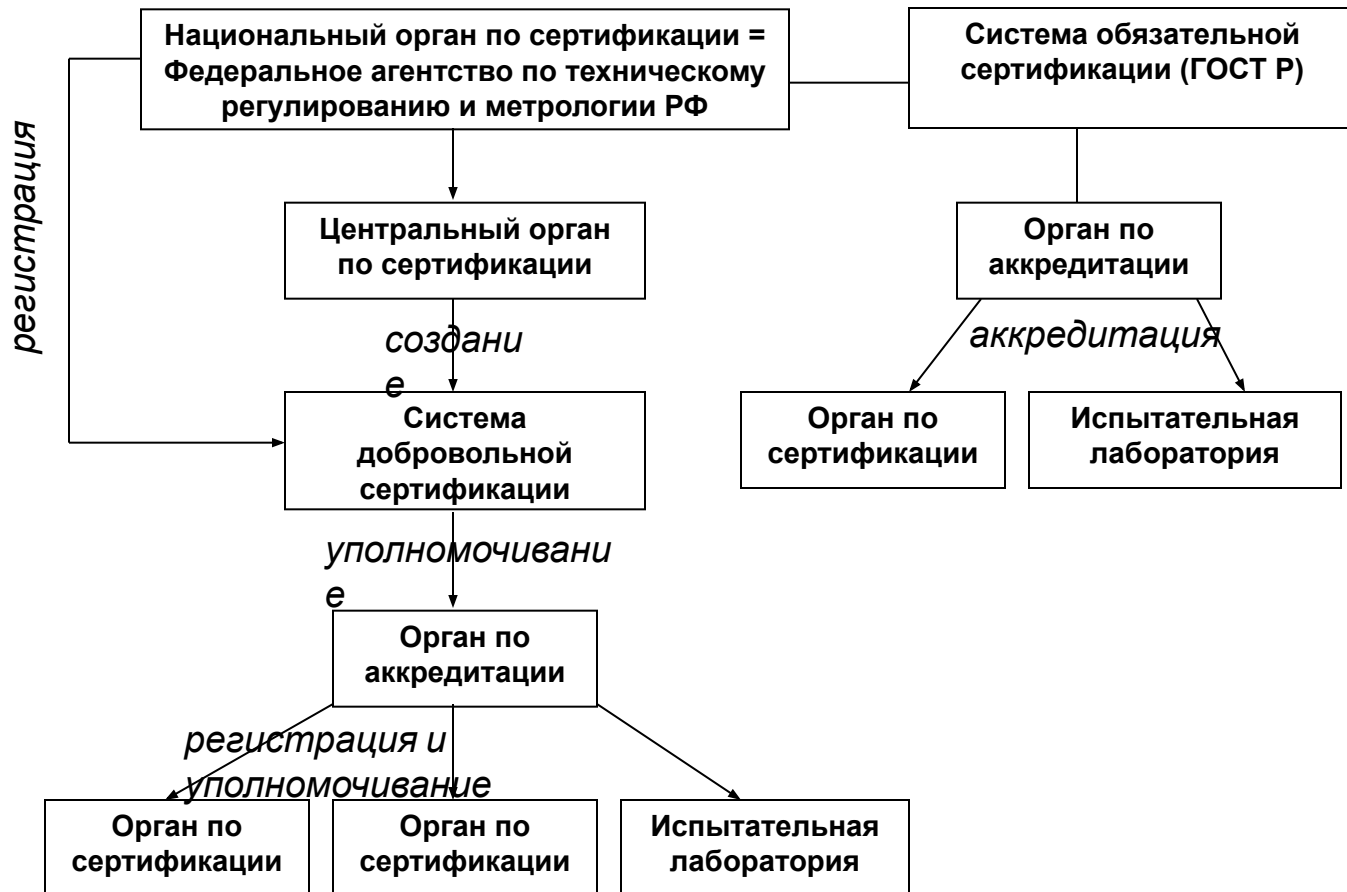 Национальный орган по сертификации =
Федеральное агентство по техническому
регулированию и метрологии РФ
Система обязательной
сертификации (ГОСТ Р)
регистрация
Центральный орган
по сертификации
Орган по
аккредитации
создани
е
аккредитация
Система
добровольной
сертификации
Орган по
сертификации
Испытательная
лаборатория
уполномочивани
е
Орган по
аккредитации
регистрация и
уполномочивание
Орган по
сертификации
Орган по
сертификации
Испытательная
лаборатория